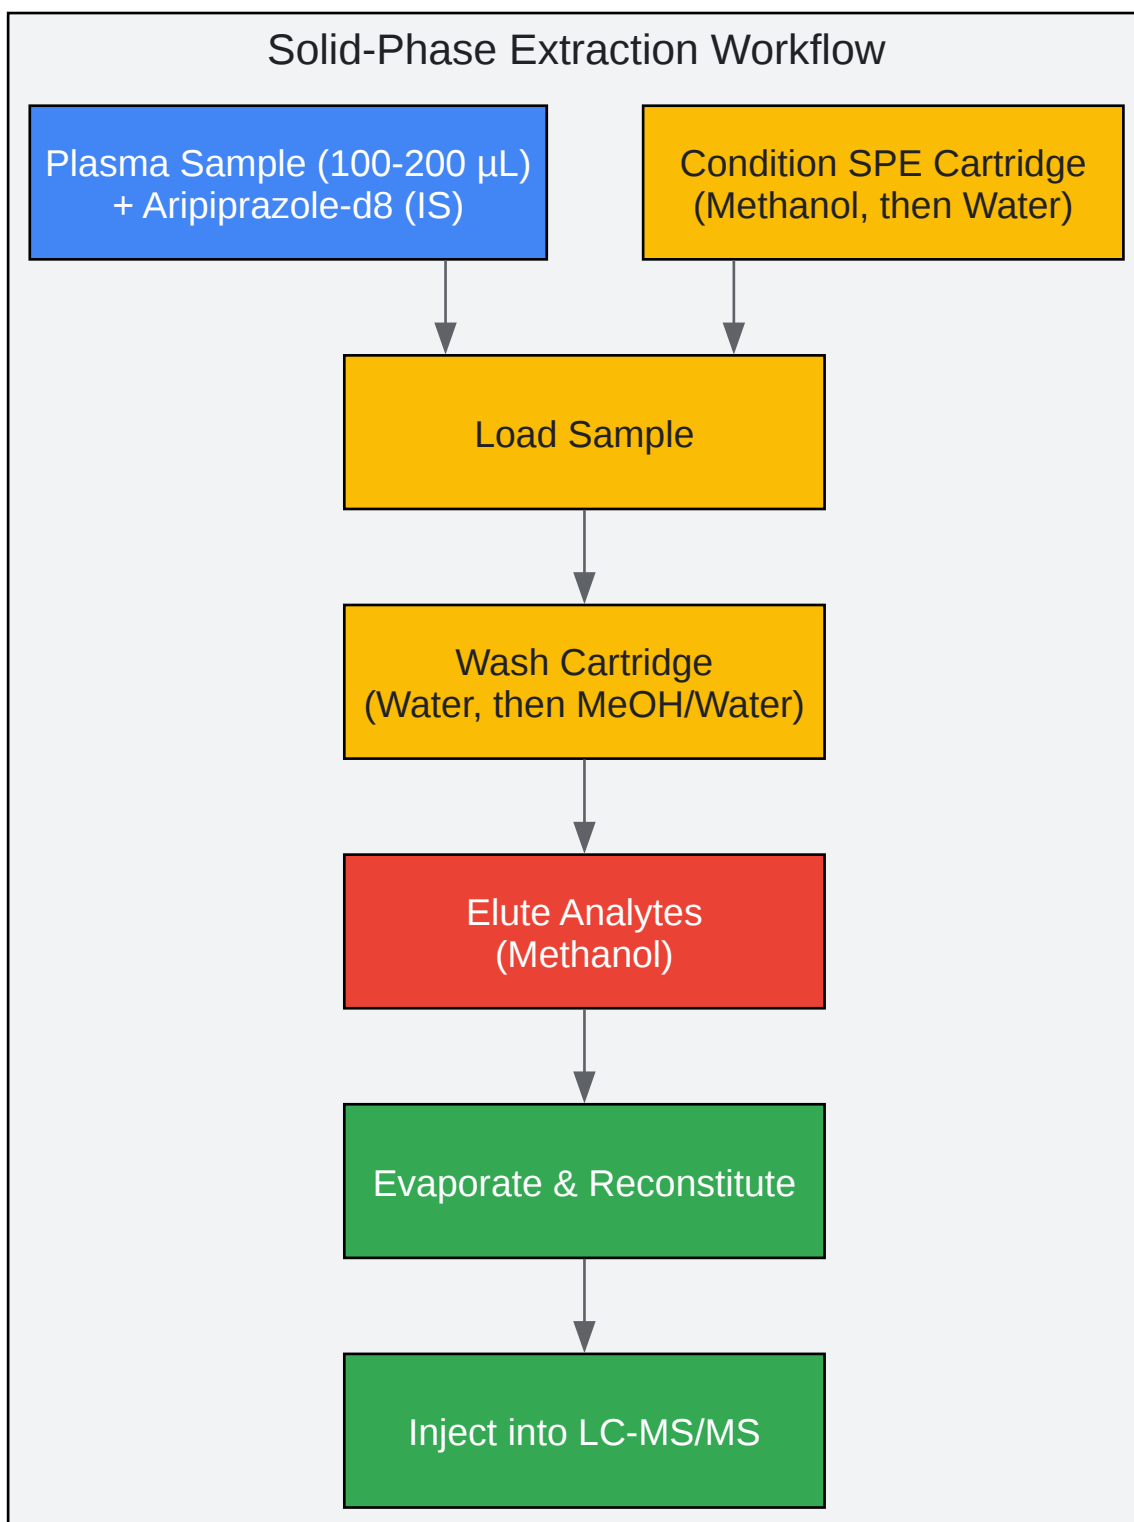 Solid-Phase Extraction Workflow
Plasma Sample (100-200 µL)
+ Aripiprazole-d8 (IS)
Condition SPE Cartridge
(Methanol, then Water)
Load Sample
Wash Cartridge
(Water, then MeOH/Water)
Elute Analytes
(Methanol)
Evaporate & Reconstitute
Inject into LC-MS/MS